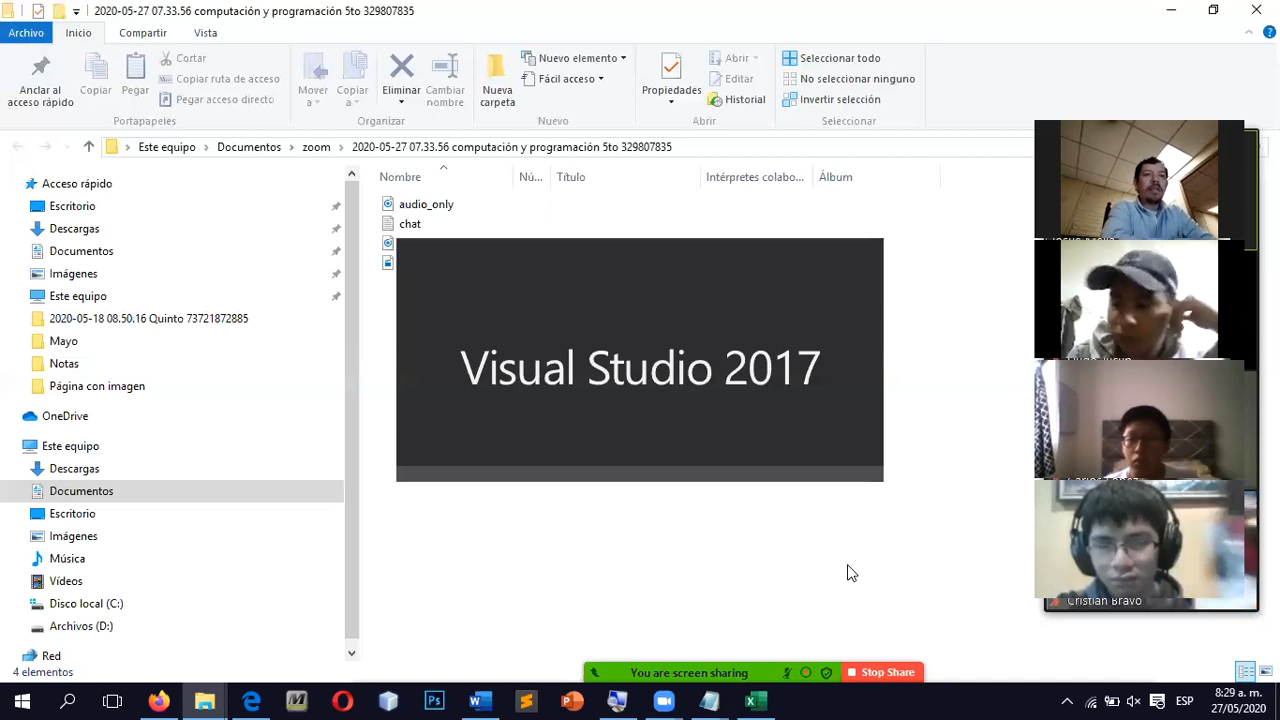 2020-05-27 07.33.56 computación y programación 5to 329807835
Archivo Inicio Compartir Vista
Anclar al acceso rápido
Copiar
Pegar
Cortar
Copiar ruta de acceso
Pegar acceso directo
Portapapeles
Mover a
Copiar a
Eliminar
Cambiar nombre
Organizar
Nueva carpeta
Nuevo elemento
Fácil acceso
Nuevo
Propiedades
Abrir
Editar
Historial
Abrir
Seleccionar todo
No seleccionar ninguno
Invertir selección
Seleccionar
Este equipo > Documentos > zoom > 2020-05-27 07.33.56 computación y programación 5to 329807835
Acceso rápido
Escritorio
Descargas
Documentos
Imágenes
Este equipo
2020-05-18 08.50.16 Quinto 73721872885
Mayo
Notas
Página con imagen
OneDrive
Este equipo
Descargas
Documentos
Escritorio
Imágenes
Música
Vídeos
Disco local (C:)
Archivos (D:)
Red
Nombre Nú... Título Intérpretes colabo... Álbum
audio_only
chat
Visual Studio 2017
Cristian Bravo
4 elementos
You are screen sharing
Stop Share
ESP
8:29 a. m.
27/05/2020